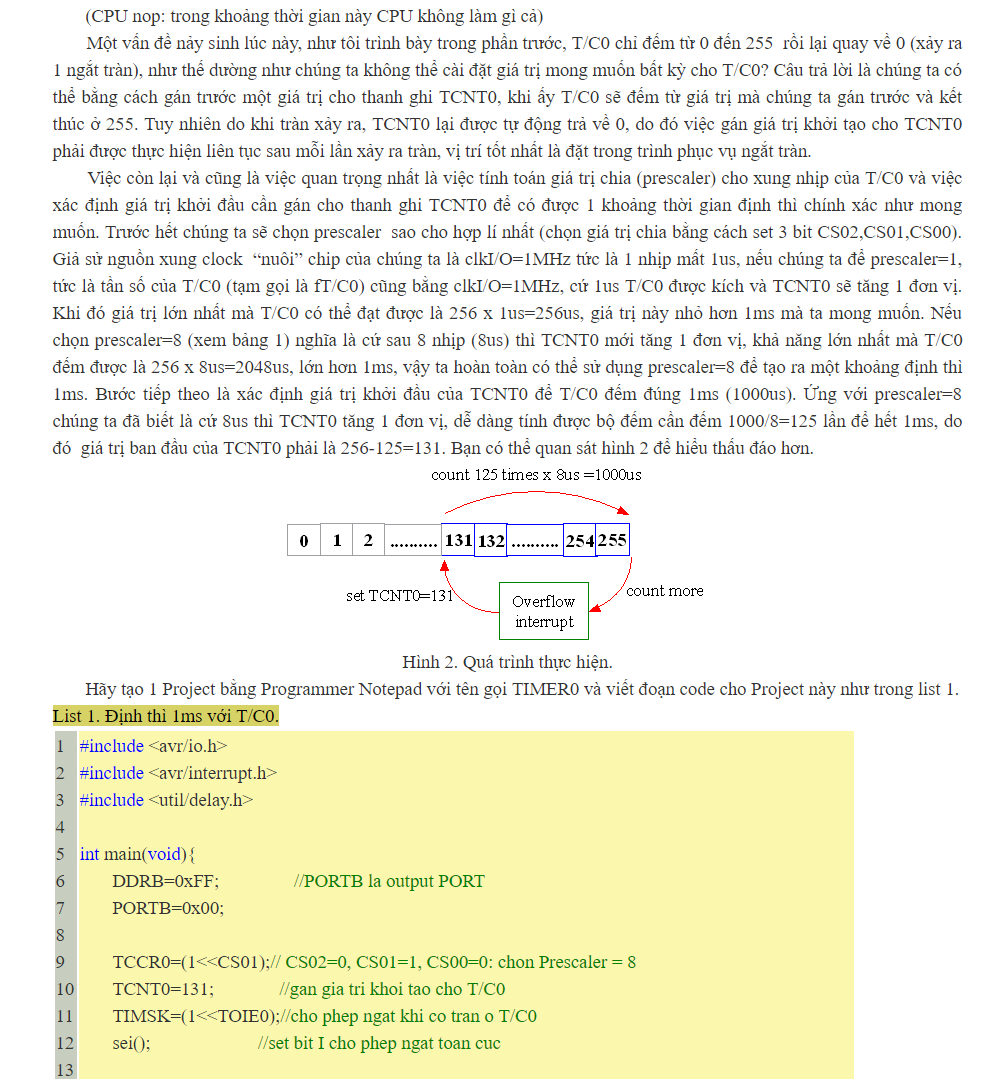 (CPU nop: trong khoảng thời gian này CPU không làm gì cả)
Một vấn đề nảy sinh lúc này, như tôi trình bày trong phần trước, T/C0 chỉ đếm từ 0 đến 255  rồi lại quay về 0 (xảy ra
1 ngắt tràn), như thế dường như chúng ta không thể cài đặt giá trị mong muốn bất kỳ cho T/C0? Câu trả lời là chúng ta có
thể bằng cách gán trước một giá trị cho thanh ghi TCNT0, khi ấy T/C0 sẽ đếm từ giá trị mà chúng ta gán trước và kết
thúc ở 255. Tuy nhiên do khi tràn xảy ra, TCNT0 lại được tự động trả về 0, do đó việc gán giá trị khởi tạo cho TCNT0
phải được thực hiện liên tục sau mỗi lần xảy ra tràn, vị trí tốt nhất là đặt trong trình phục vụ ngắt tràn.
Việc còn lại và cũng là việc quan trọng nhất là việc tính toán giá trị chia (prescaler) cho xung nhịp của T/C0 và việc
xác định giá trị khởi đầu cần gán cho thanh ghi TCNT0 để có được 1 khoảng thời gian định thì chính xác như mong
muốn. Trước hết chúng ta sẽ chọn prescaler  sao cho hợp lí nhất (chọn giá trị chia bằng cách set 3 bit CS02,CS01,CS00).
Giả sử nguồn xung clock  “nuôi” chip của chúng ta là clkI/O=1MHz tức là 1 nhịp mất 1us, nếu chúng ta để prescaler=1,
tức là tần số của T/C0 (tạm gọi là fT/C0) cũng bằng clkI/O=1MHz, cứ 1us T/C0 được kích và TCNT0 sẽ tăng 1 đơn vị.
Khi đó giá trị lớn nhất mà T/C0 có thể đạt được là 256 x 1us=256us, giá trị này nhỏ hơn 1ms mà ta mong muốn. Nếu
chọn prescaler=8 (xem bảng 1) nghĩa là cứ sau 8 nhịp (8us) thì TCNT0 mới tăng 1 đơn vị, khả năng lớn nhất mà T/C0
đếm được là 256 x 8us=2048us, lớn hơn 1ms, vậy ta hoàn toàn có thể sử dụng prescaler=8 để tạo ra một khoảng định thì
1ms. Bước tiếp theo là xác định giá trị khởi đầu của TCNT0 để T/C0 đếm đúng 1ms (1000us). Ứng với prescaler=8
chúng ta đã biết là cứ 8us thì TCNT0 tăng 1 đơn vị, dễ dàng tính được bộ đếm cần đếm 1000/8=125 lần để hết 1ms, do
đó  giá trị ban đầu của TCNT0 phải là 256-125=131. Bạn có thể quan sát hình 2 để hiểu thấu đáo hơn.
count 125 times x 8us =1000us
0 1 2 .......... 131 132 .......... 254 255
set TCNT0=131
count more
Overflow
interrupt
Hình 2. Quá trình thực hiện.
Hãy tạo 1 Project bằng Programmer Notepad với tên gọi TIMER0 và viết đoạn code cho Project này như trong list 1.
List 1. Định thì 1ms với T/C0.
1 #include <avr/io.h>
2 #include <avr/interrupt.h>
3 #include <util/delay.h>
4
5 int main(void){
6 DDRB=0xFF; //PORTB la output PORT
7 PORTB=0x00;
8
9 TCCR0=(1<<CS01);// CS02=0, CS01=1, CS00=0: chon Prescaler = 8
10 TCNT0=131; //gan gia tri khoi tao cho T/C0
11 TIMSK=(1<<TOIE0);//cho phep ngat khi co tran o T/C0
12 sei(); //set bit I cho phep ngat toan cuc
13